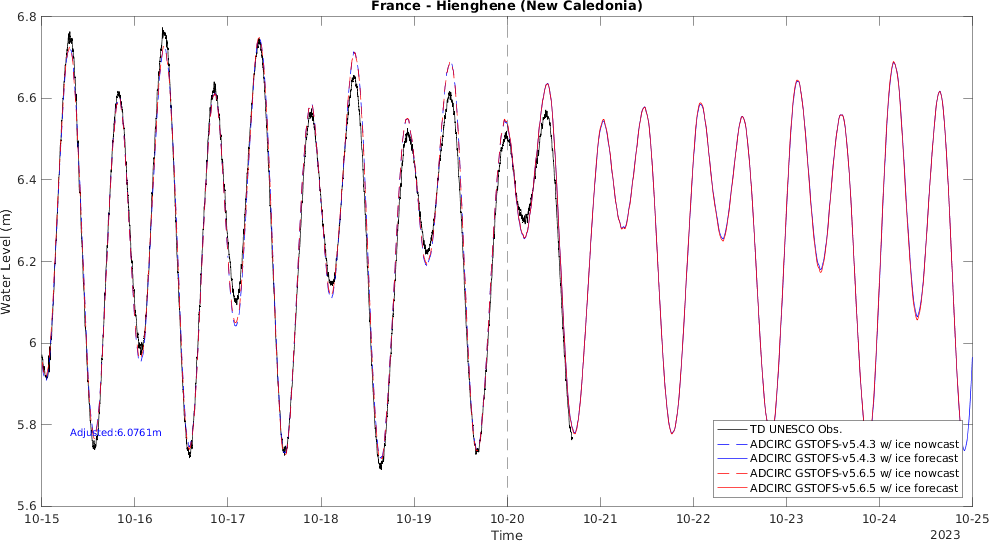 France - Hienghene (New Caledonia)
6.8
6.6
6.4
6.2
6
5.8
5.6
Water Level (m)
Adjusted:6.0761m
TD UNESCO Obs.
ADCIRC GSTOFS-v5.4.3 w/ ice nowcast
ADCIRC GSTOFS-v5.4.3 w/ ice forecast
ADCIRC GSTOFS-v5.6.5 w/ ice nowcast
ADCIRC GSTOFS-v5.6.5 w/ ice forecast
10-15 10-16 10-17 10-18 10-19 10-20 10-21 10-22 10-23 10-24 10-25
Time
2023